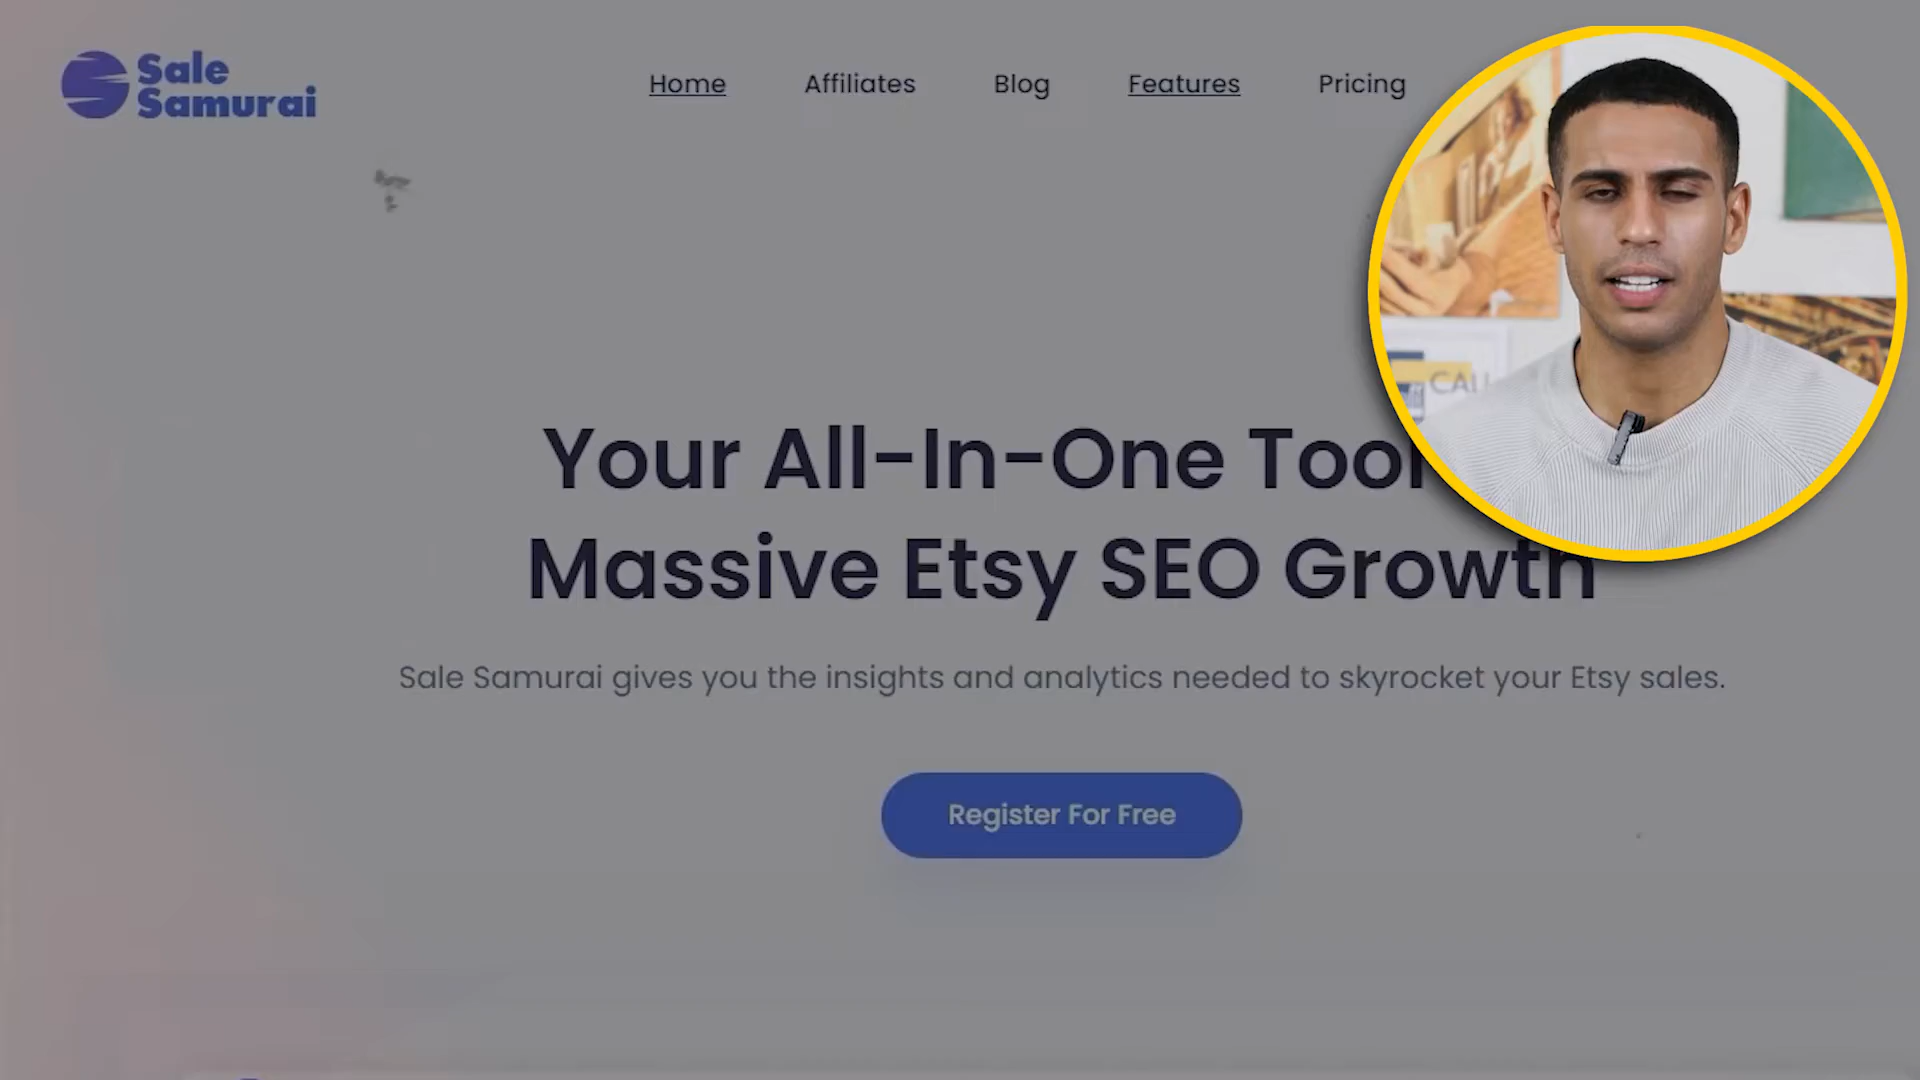 Sale
Samurai
Home
Affiliates
Blog
Features
Pricing
CALL
Your All-In-One Tool
Massive Etsy SEO Growth
Sale Samurai gives you the insights and analytics needed to skyrocket your Etsy sales.
Register For Free